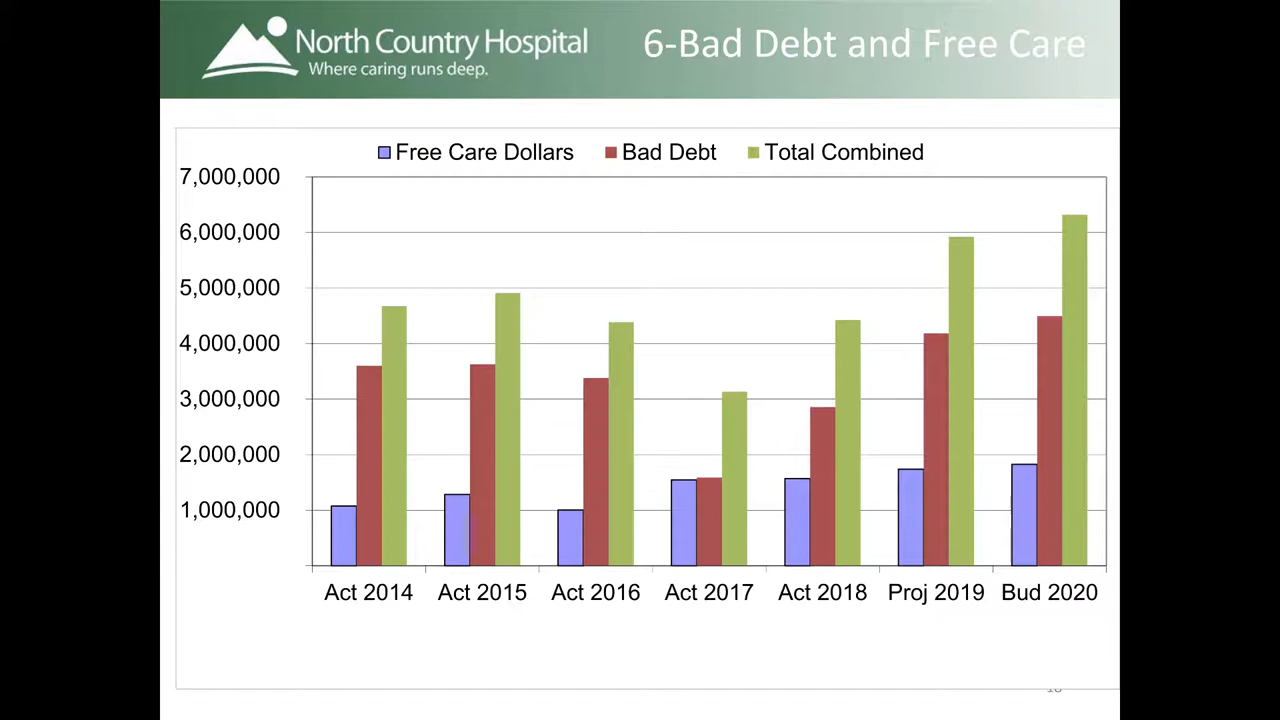 North Country Hospital
Where caring runs deep.
6-Bad Debt and Free Care
Free Care Dollars Bad Debt Total Combined
7,000,000
6,000,000
5,000,000
4,000,000
3,000,000
2,000,000
1,000,000
Act 2014 Act 2015 Act 2016 Act 2017 Act 2018 Proj 2019 Bud 2020